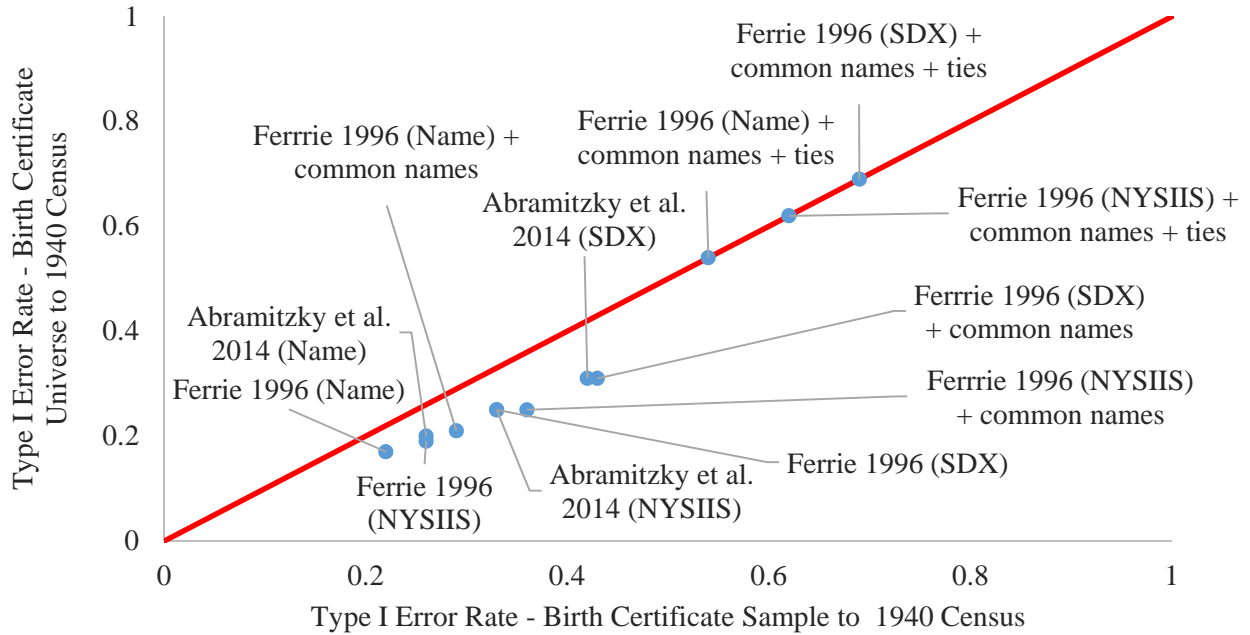 Type I Error Rate - Birth Certificate
Universe to 1940 Census
1
0.8
0.6
0.4
0.2
0
Ferrie 1996 (SDX) +
common names + ties
Ferrie 1996 (Name) +
common names + ties
Ferrrie 1996 (Name) +
common names
Abramitzky et al.
2014 (SDX)
Ferrie 1996 (NYSIIS) +
common names + ties
Ferrrie 1996 (SDX)
+ common names
Abramitzky et al.
2014 (Name)
Ferrie 1996 (Name)
Ferrrie 1996 (NYSIIS)
+ common names
Ferrie 1996 (SDX)
Abramitzky et al.
2014 (NYSIIS)
Ferrie 1996
(NYSIIS)
0
0.2
0.4
0.6
0.8
1
Type I Error Rate - Birth Certificate Sample to 1940 Census